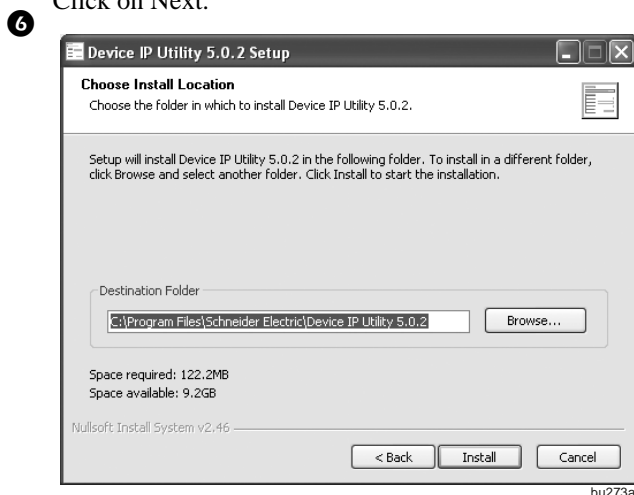 Click on Next.
6
Device IP Utility 5.0.2 Setup
Choose Install Location
Choose the folder in which to install Device IP Utility 5.0.2.
Setup will install Device IP Utility 5.0.2 in the following folder. To install in a different folder,
click Browse and select another folder. Click Install to start the installation.
Destination Folder
C:\Program Files\Schneider Electric\Device IP Utility 5.0.2
Browse...
Space required: 122.2MB
Space available: 9.2GB
Nullsoft Install System v2.46
< Back
Install
Cancel
hu273a